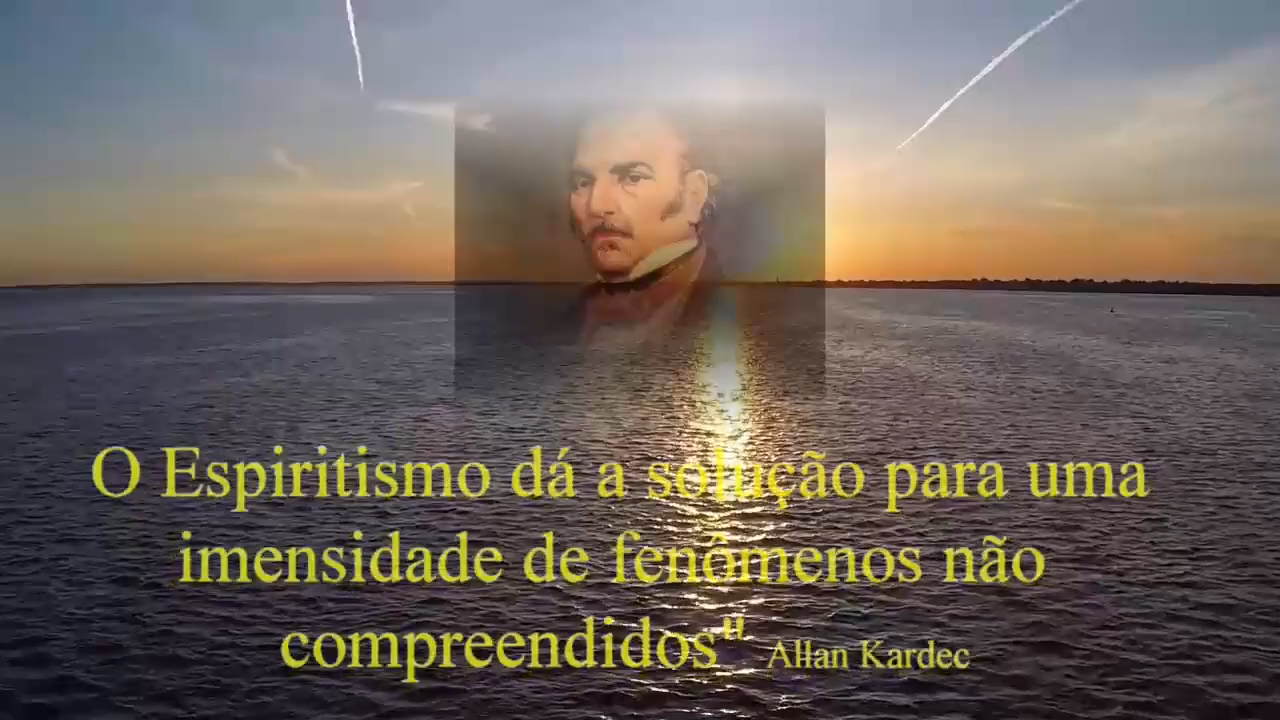 O Espiritismo dá a solução para uma
imensidade de fenômenos não
compreendidos" Allan Kardec